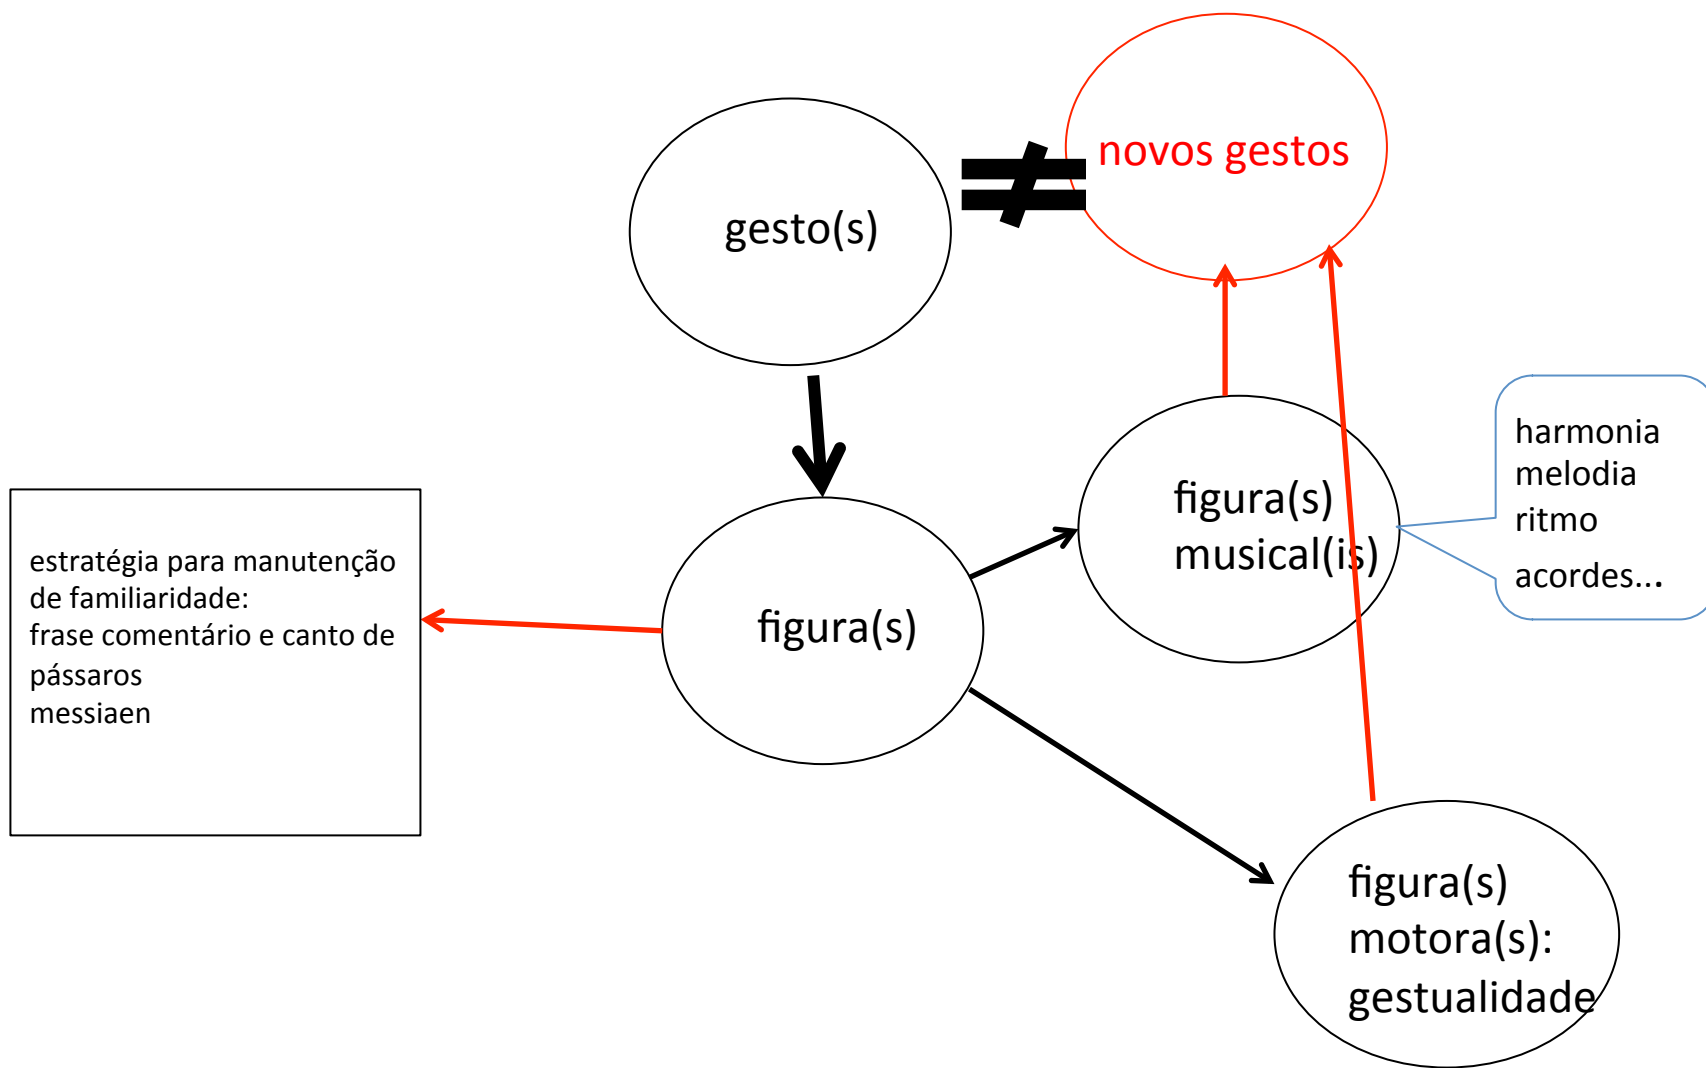 novos gestos
gesto(s)
≠
harmonia
melodia
ritmo
acordes...
figura(s)
musical(is)
estratégia para manutenção
de familiaridade:
frase comentário e canto de
pássaros
messiaen
figura(s)
figura(s)
motora(s):
gestualidade